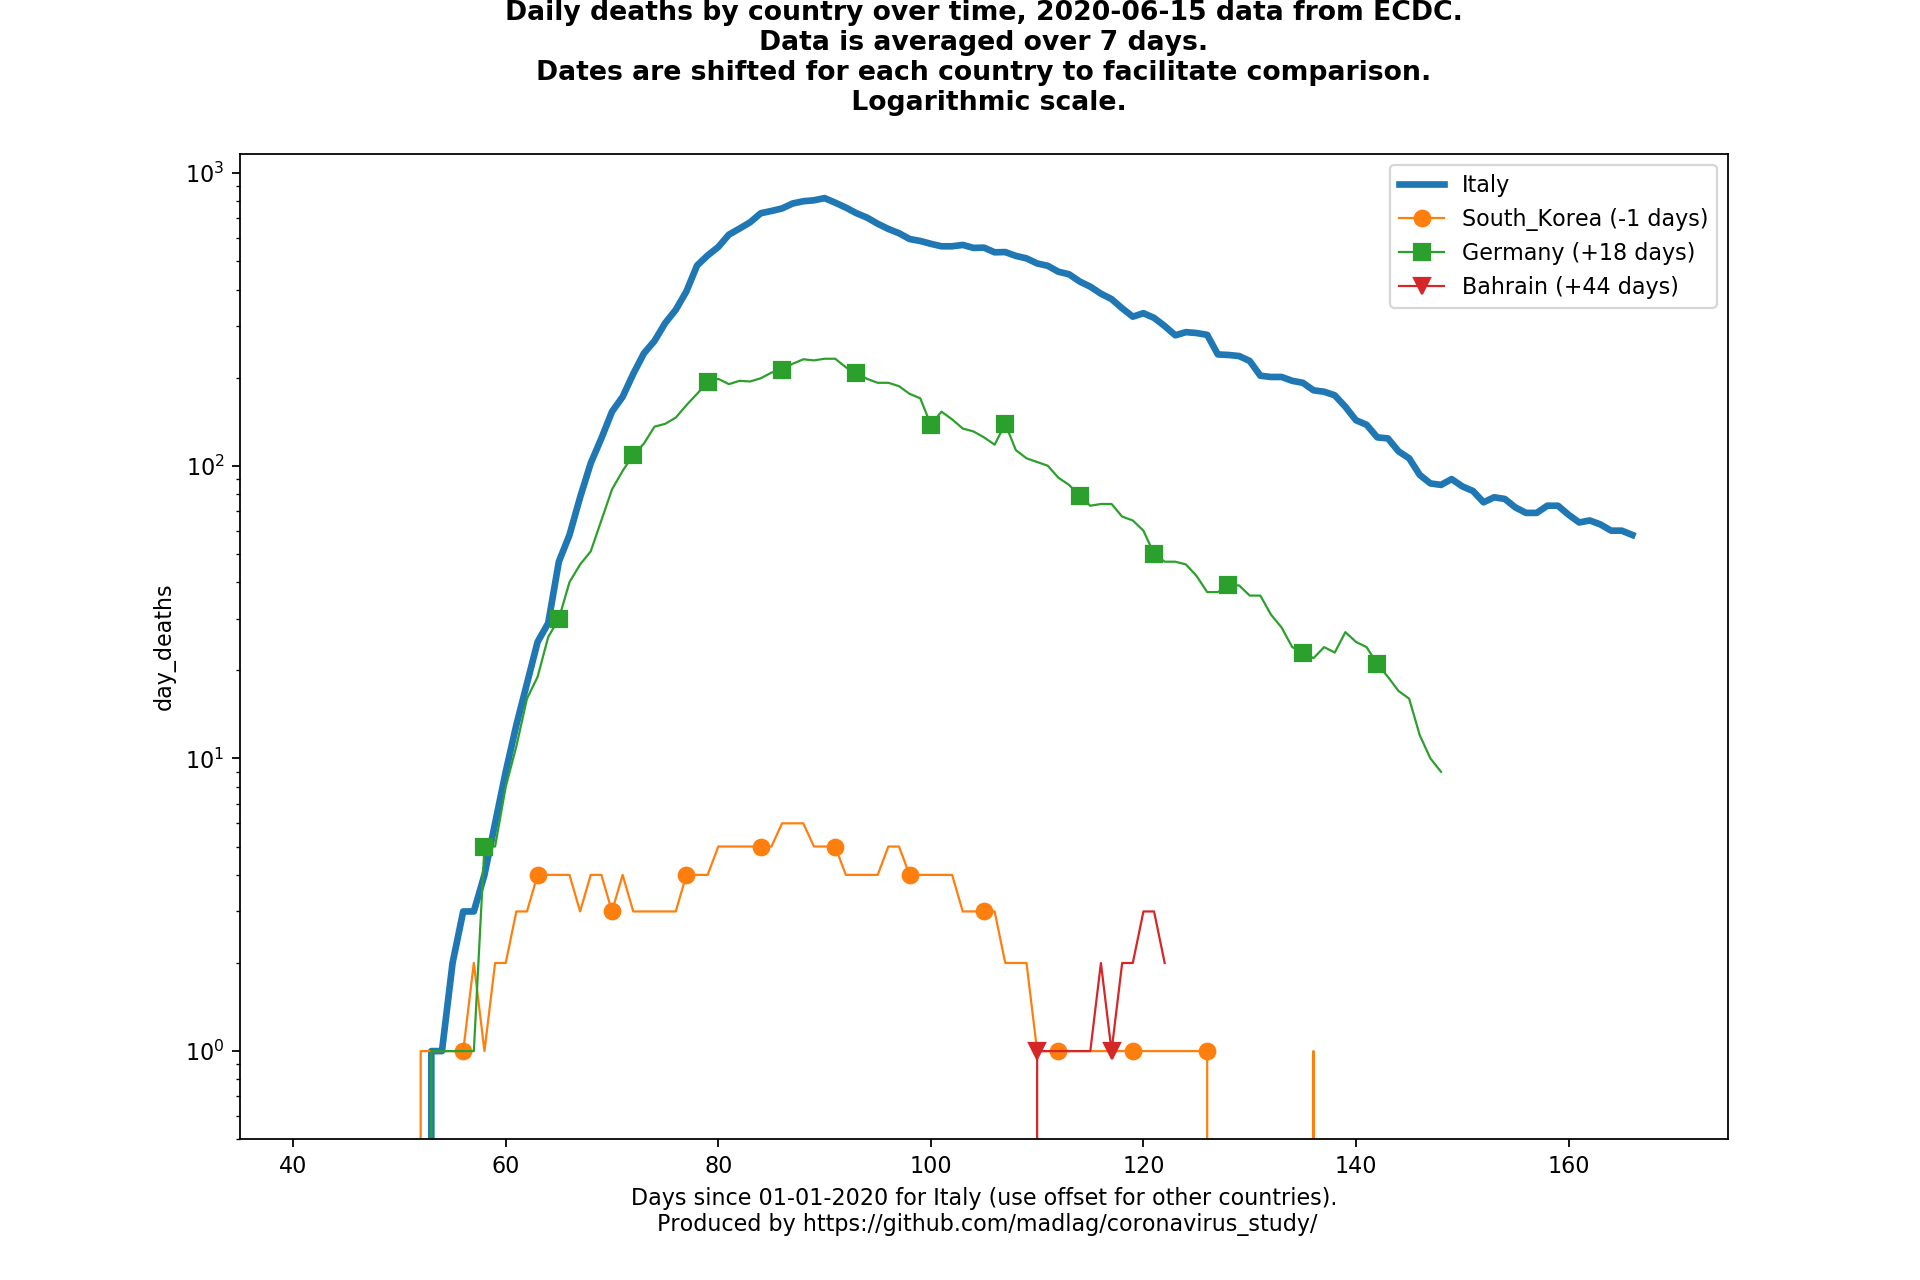 Daily deaths by country over time, 2020-06-15 data from ECDC.
Data is averaged over 7 days.
Dates are shifted for each country to facilitate comparison.
Logarithmic scale.
10³
10²
10¹
10⁰
day_deaths
Italy
South_Korea (-1 days)
Germany (+18 days)
Bahrain (+44 days)
40 60 80 100 120 140 160
Days since 01-01-2020 for Italy (use offset for other countries).
Produced by https://github.com/madlag/coronavirus_study/